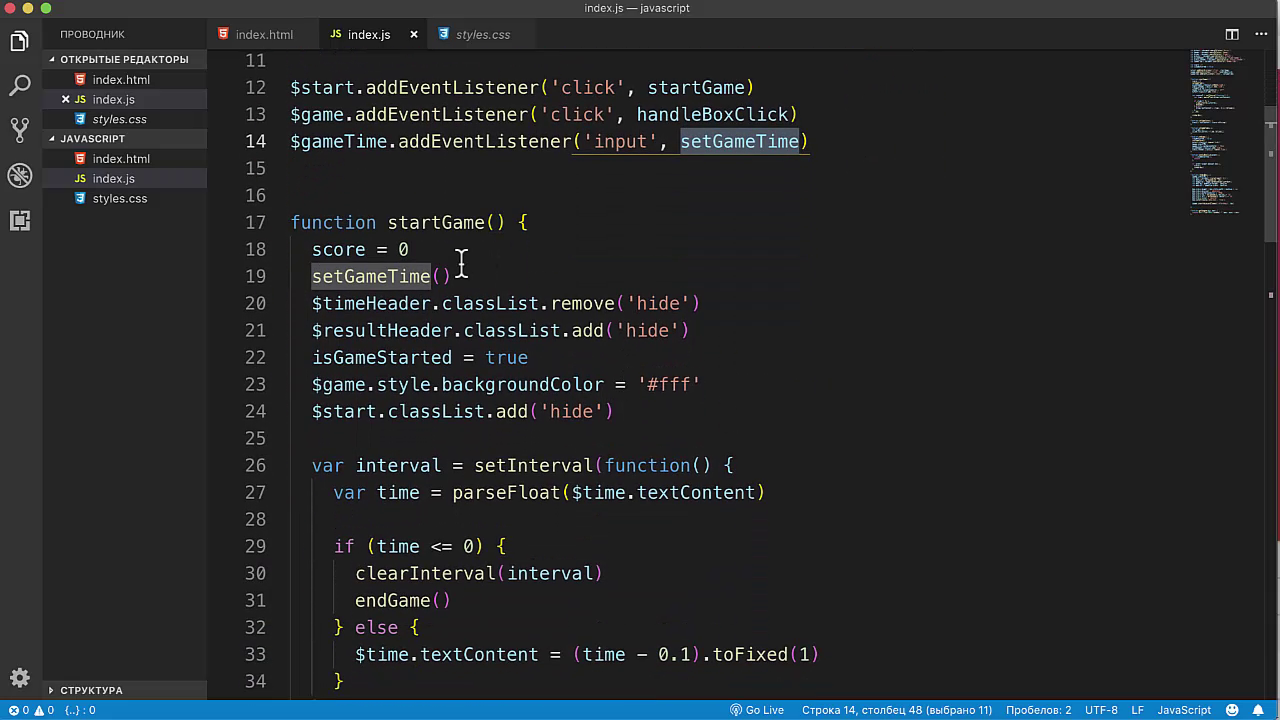 index.js — javascript
ПРОВОДНИК
index.html
JS index.js ×
styles.css
ОТКРЫТЫЕ РЕДАКТОРЫ
index.html
× JS index.js
styles.css
JAVASCRIPT
index.html
JS index.js
styles.css
СТРУКТУРА
11
12 $start.addEventListener('click', startGame)
13 $game.addEventListener('click', handleBoxClick)
14 $gameTime.addEventListener('input', setGameTime)
15
16
17 function startGame() {
18 score = 0
19 setGameTime()
20 $timeHeader.classList.remove('hide')
21 $resultHeader.classList.add('hide')
22 isGameStarted = true
23 $game.style.backgroundColor = '#fff'
24 $start.classList.add('hide')
25
26 var interval = setInterval(function() {
27 var time = parseFloat($time.textContent)
28
29 if (time <= 0) {
30 clearInterval(interval)
31 endGame()
32 } else {
33 $time.textContent = (time - 0.1).toFixed(1)
34 }
0 0 {..} : 0 Go Live Строка 14, столбец 48 (выбрано 11) Пробелов: 2 UTF-8 LF JavaScript